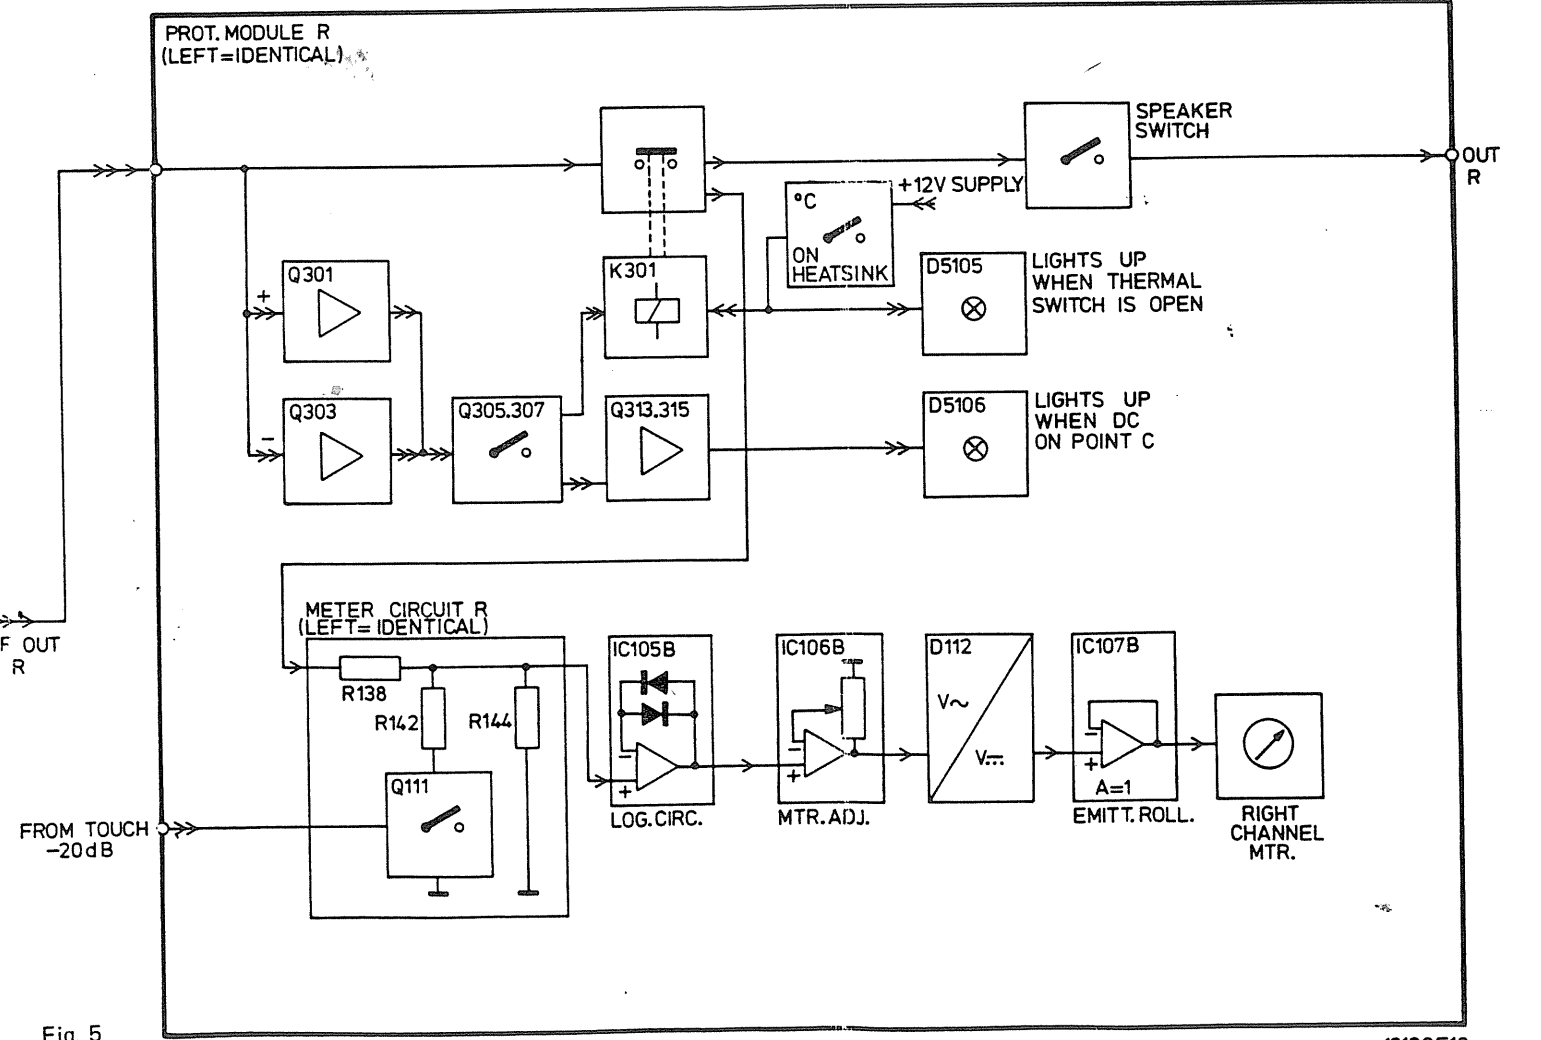 PROT. MODULE R
(LEFT=IDENTICAL)
SPEAKER
SWITCH
OUT
R
+12V SUPPLY
°C
ON
HEATSINK
Q301
+
K301
D5105
LIGHTS UP
WHEN THERMAL
SWITCH IS OPEN
Q303
−
Q305.307
Q313.315
D5106
LIGHTS UP
WHEN DC
ON POINT C
F OUT
R
METER CIRCUIT R
(LEFT=IDENTICAL)
R138
R142
R144
Q111
FROM TOUCH
−20dB
IC105B
−
+
LOG.CIRC.
IC106B
−
+
MTR.ADJ.
D112
V~
V⎓
IC107B
−
+
A=1
EMITT.ROLL.
RIGHT
CHANNEL
MTR.
Fig. 5